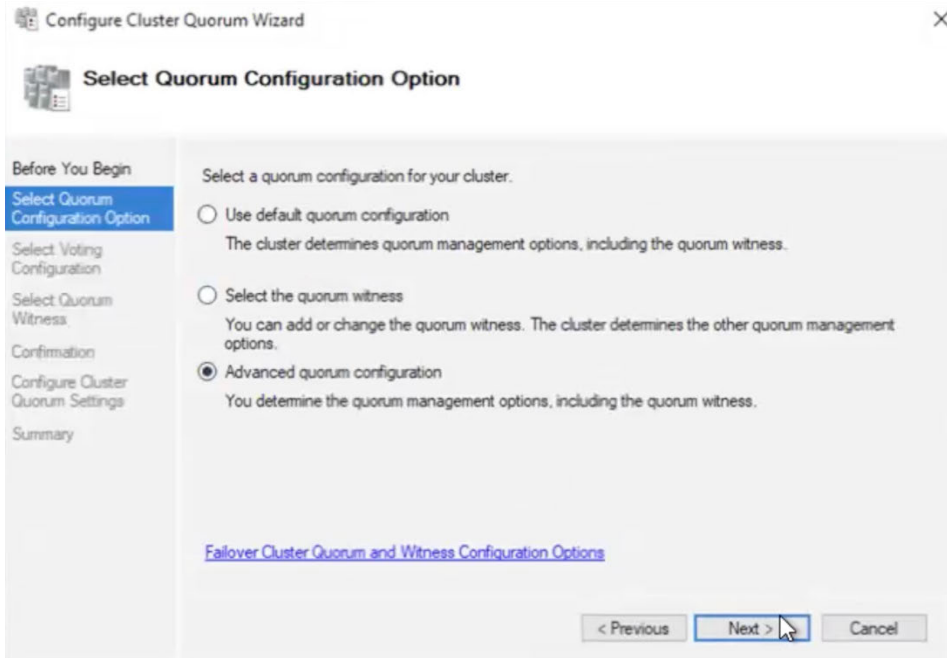 Configure Cluster Quorum Wizard
Select Quorum Configuration Option
Before You Begin
Select Quorum
Configuration Option
Select Voting
Configuration
Select Quorum
Witness
Confirmation
Configure Cluster
Quorum Settings
Summary
Select a quorum configuration for your cluster.
Use default quorum configuration
The cluster determines quorum management options, including the quorum witness.
Select the quorum witness
You can add or change the quorum witness. The cluster determines the other quorum management
options.
Advanced quorum configuration
You determine the quorum management options, including the quorum witness.
Failover Cluster Quorum and Witness Configuration Options
< Previous
Next >
Cancel